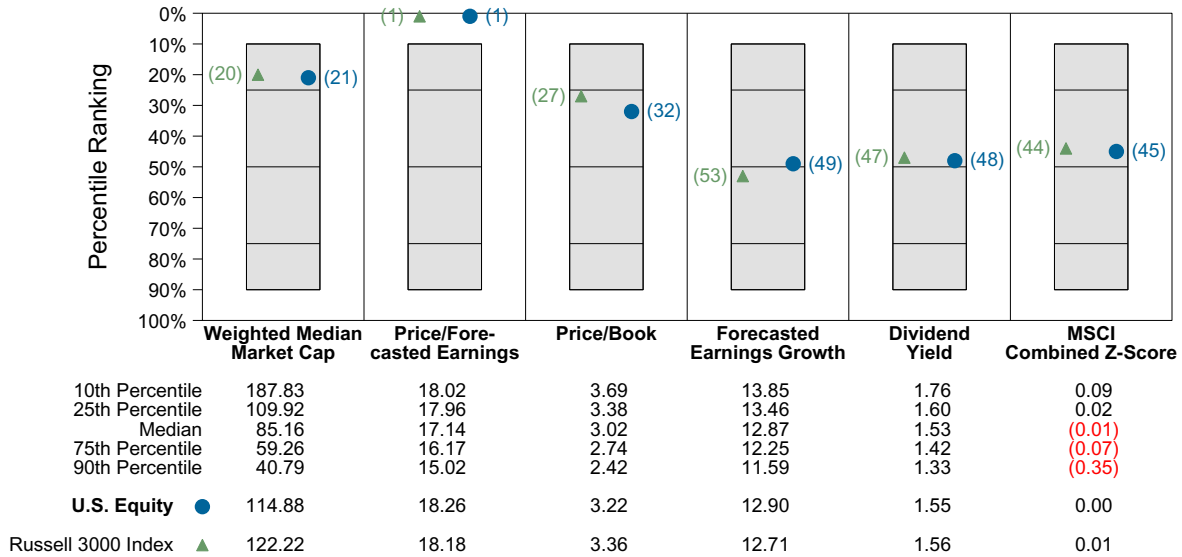 Percentile Ranking
0%
10%
20%
30%
40%
50%
60%
70%
80%
90%
100%
(20) (21)
(1) (1)
(27) (32)
(53) (49)
(47) (48)
(44) (45)
Weighted Median
Market Cap
Price/Fore-
casted Earnings
Price/Book
Forecasted
Earnings Growth
Dividend
Yield
MSCI
Combined Z-Score
10th Percentile 187.83 18.02 3.69 13.85 1.76 0.09
25th Percentile 109.92 17.96 3.38 13.46 1.60 0.02
Median 85.16 17.14 3.02 12.87 1.53 (0.01)
75th Percentile 59.26 16.17 2.74 12.25 1.42 (0.07)
90th Percentile 40.79 15.02 2.42 11.59 1.33 (0.35)
U.S. Equity 114.88 18.26 3.22 12.90 1.55 0.00
Russell 3000 Index 122.22 18.18 3.36 12.71 1.56 0.01